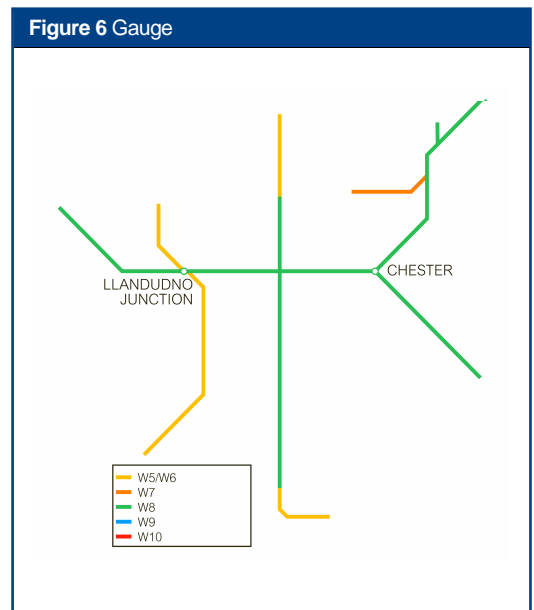 Figure 6 Gauge
CHESTER
LLANDUDNO
JUNCTION
W5/W6
W7
W8
W9
W10